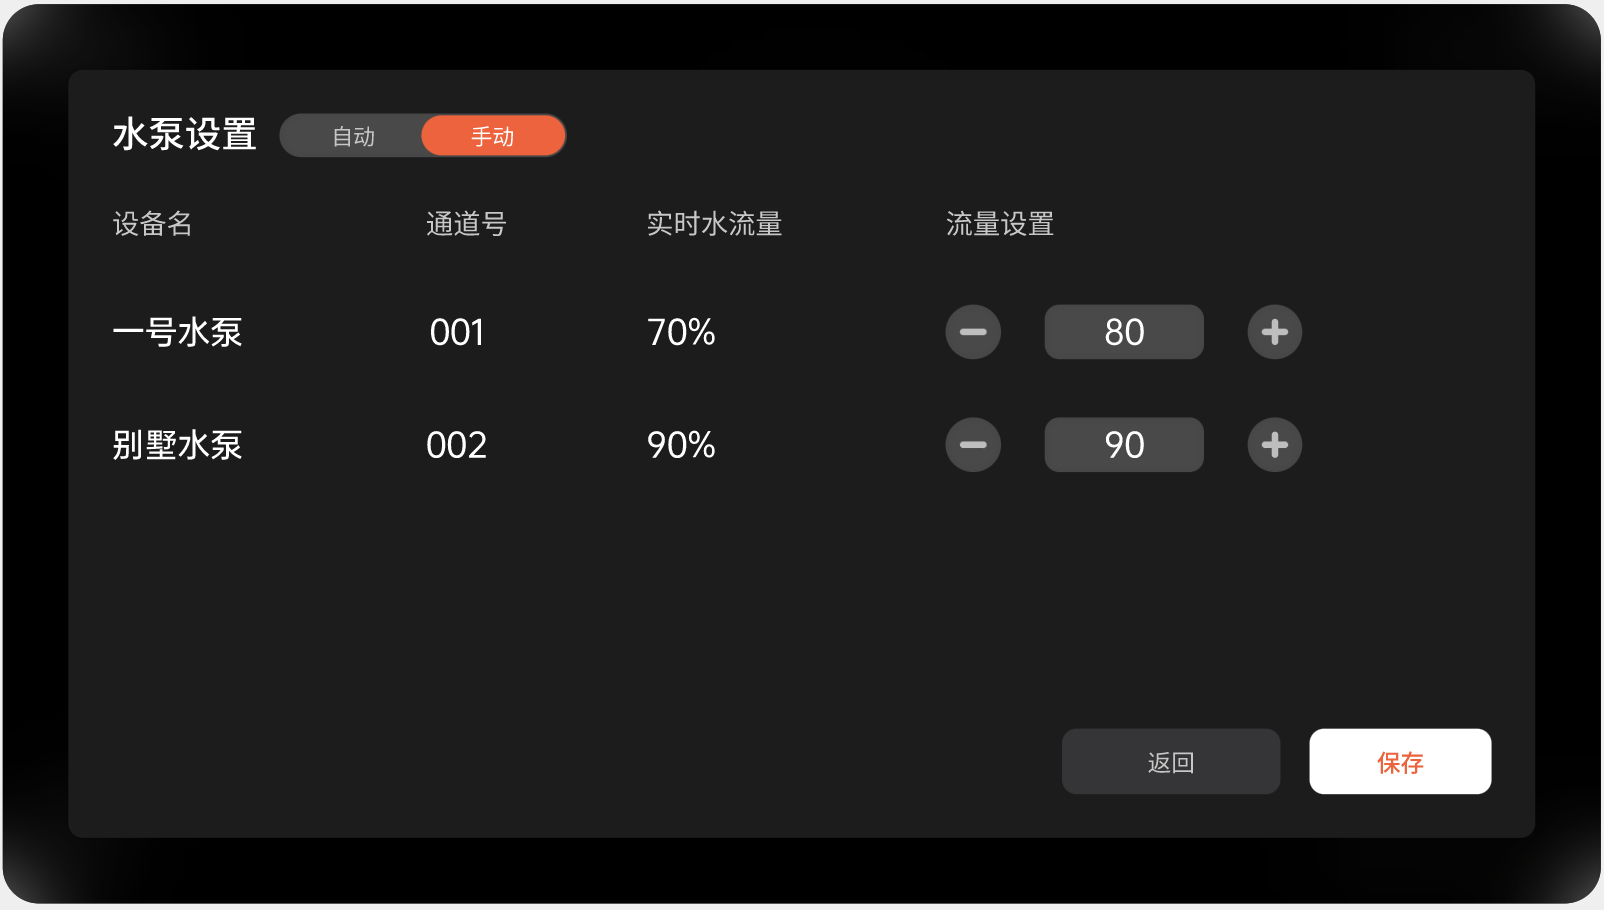 水泵设置 自动 手动
设备名 通道号 实时水流量 流量设置
一号水泵 001 70% 80
别墅水泵 002 90% 90
返回 保存